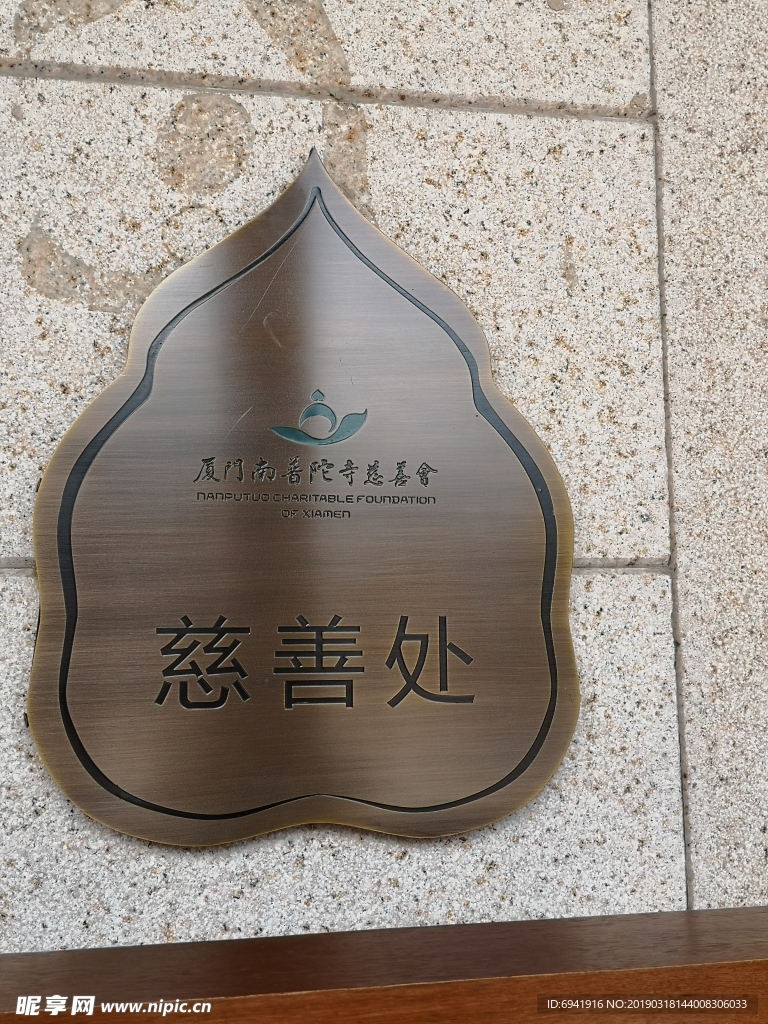 厦门南普陀寺慈善會
NANPUTUO CHARITABLE FOUNDATION
OF XIAMEN
慈善处
昵享网 www.nipic.cn
ID:6941916 NO:20190318144008306033